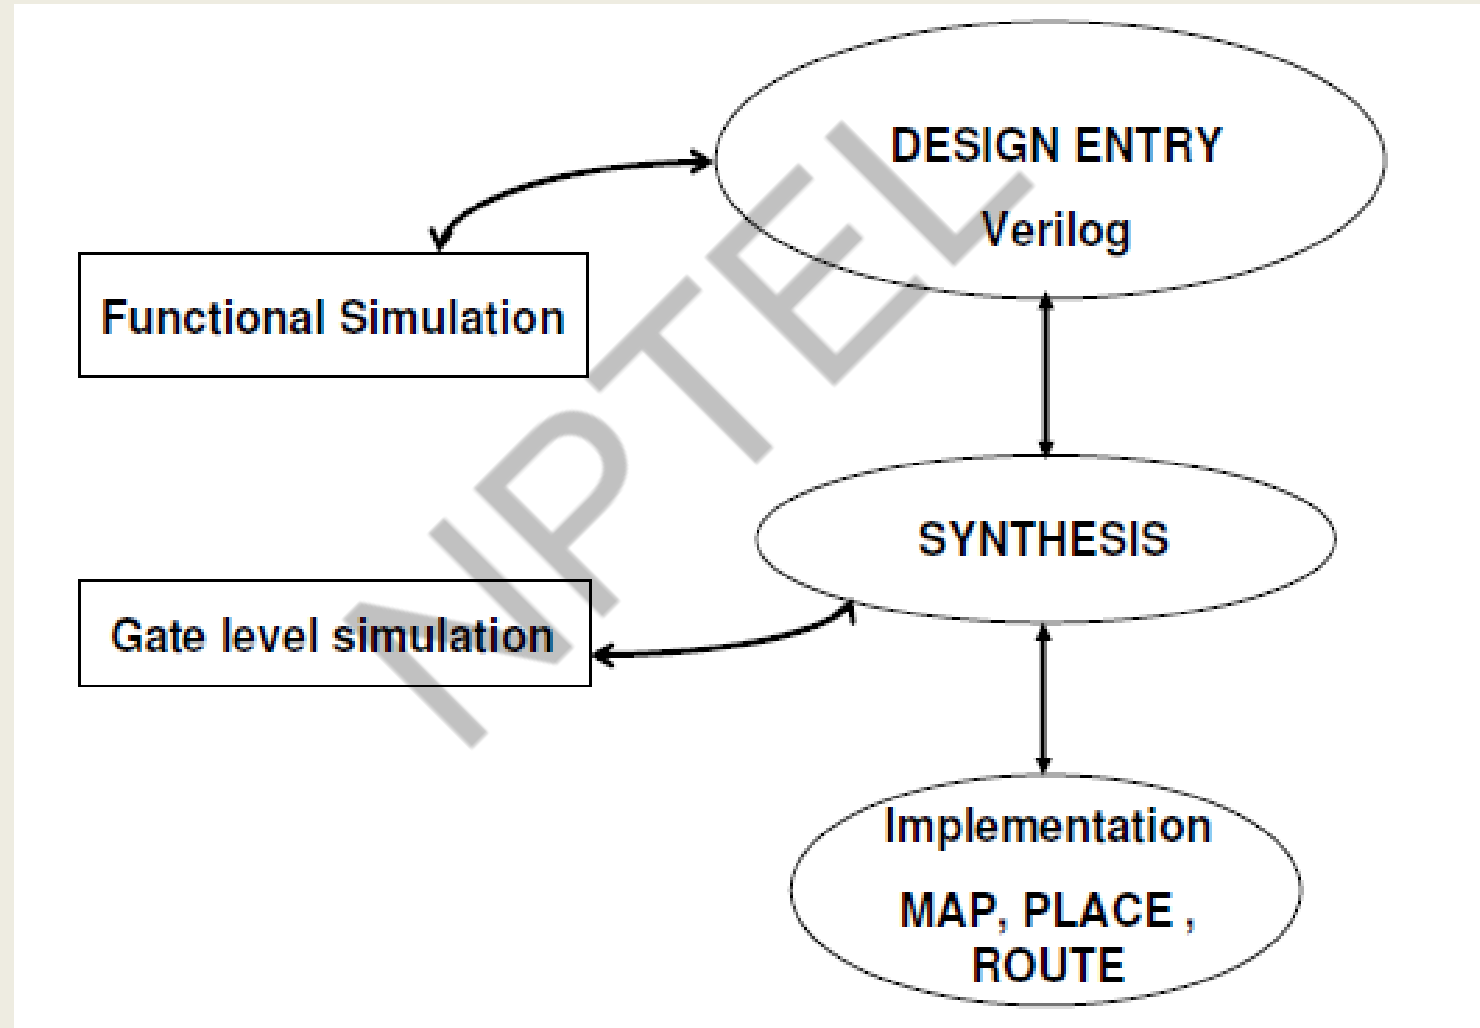 DESIGN ENTRY
Verilog
Functional Simulation
SYNTHESIS
Gate level simulation
Implementation
MAP, PLACE ,
ROUTE
NPTEL